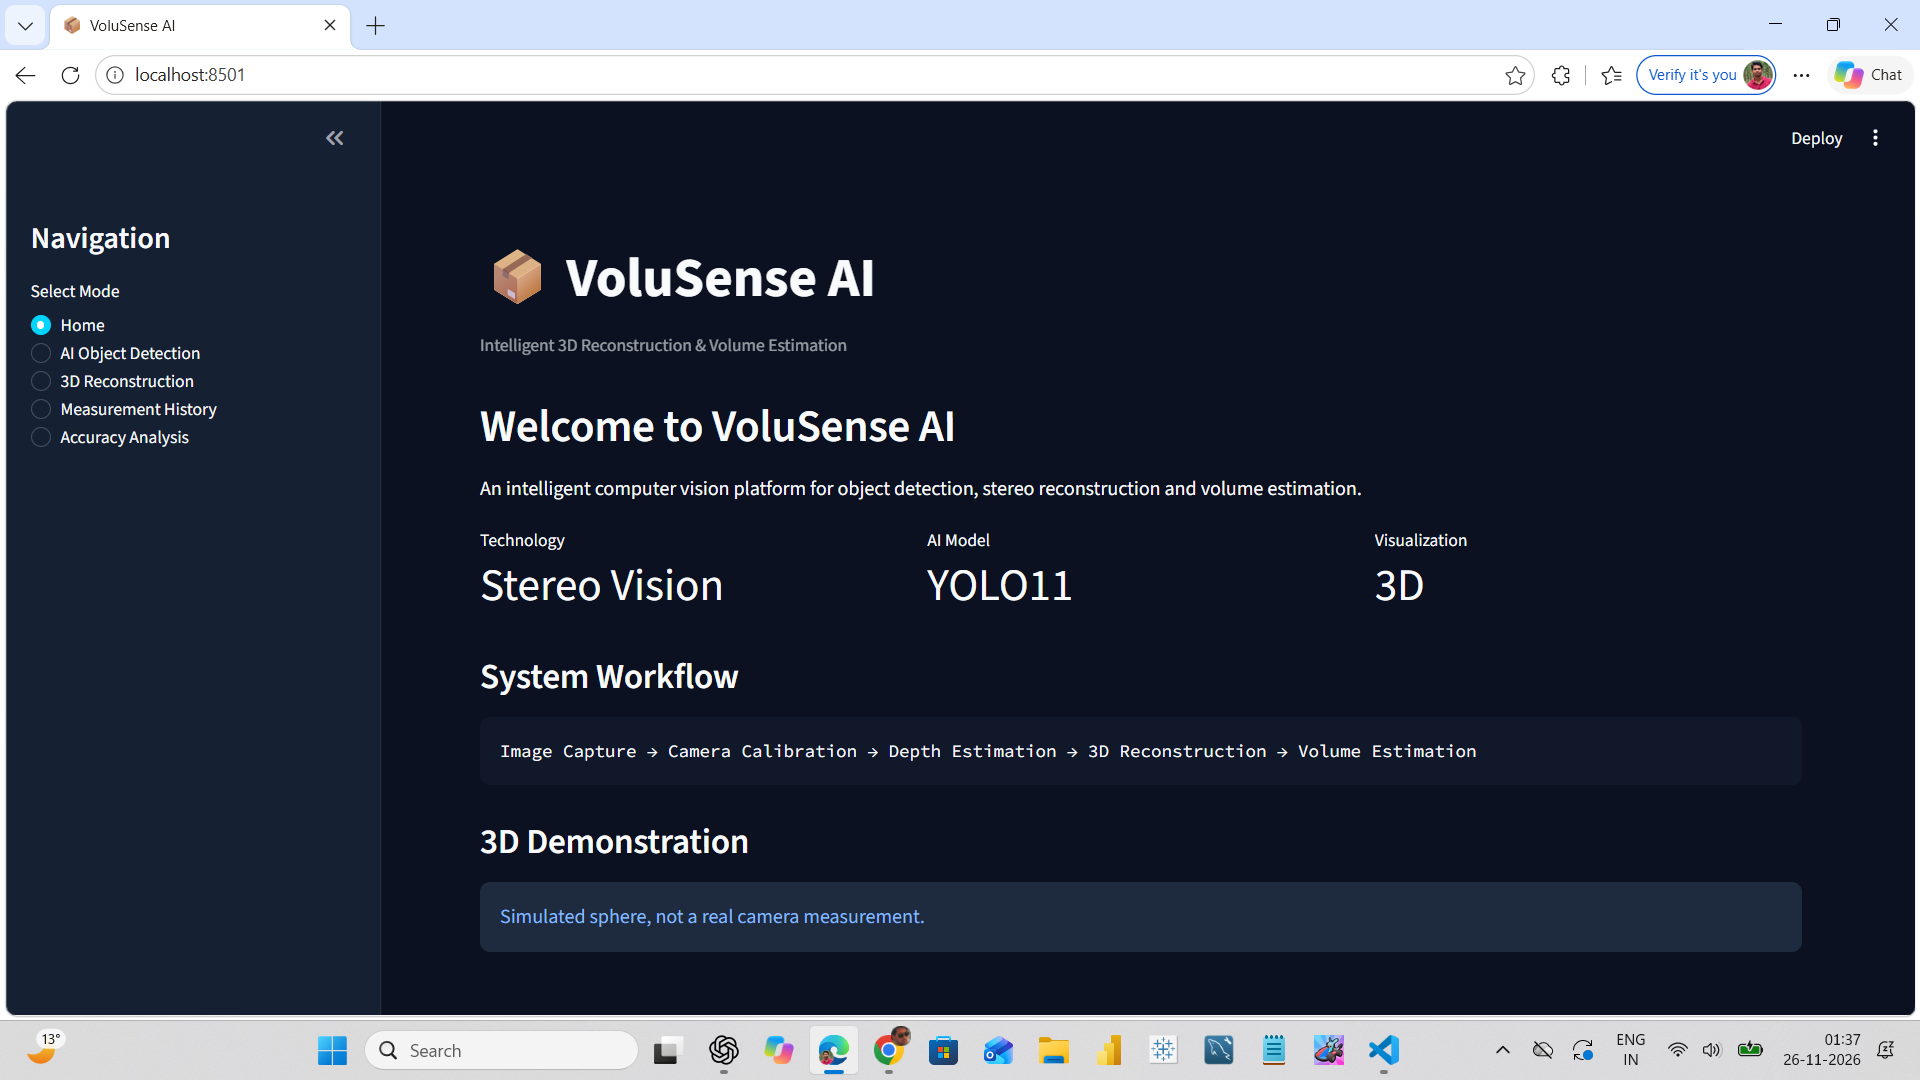 VoluSense AI
localhost:8501
Verify it's you
Chat
Deploy
Navigation
Select Mode
Home
AI Object Detection
3D Reconstruction
Measurement History
Accuracy Analysis
VoluSense AI
Intelligent 3D Reconstruction & Volume Estimation
Welcome to VoluSense AI
An intelligent computer vision platform for object detection, stereo reconstruction and volume estimation.
Technology
Stereo Vision
AI Model
YOLO11
Visualization
3D
System Workflow
Image Capture → Camera Calibration → Depth Estimation → 3D Reconstruction → Volume Estimation
3D Demonstration
Simulated sphere, not a real camera measurement.
13°
Search
ENG
IN
01:37
26-11-2026